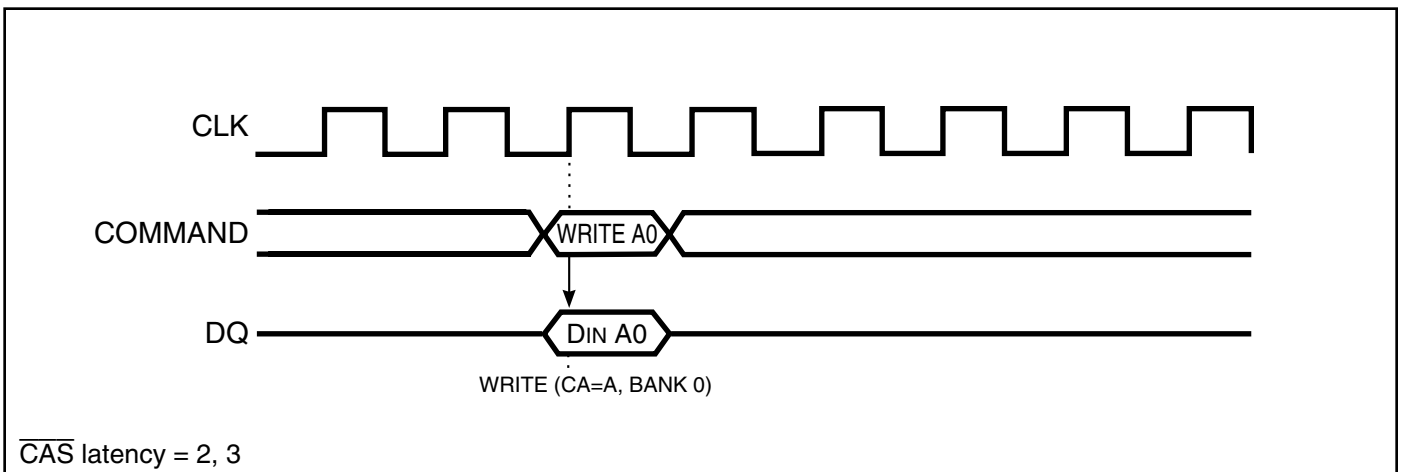 CLK
COMMAND
WRITE A0
DQ
DIN A0
WRITE (CA=A, BANK 0)
CAS latency = 2, 3